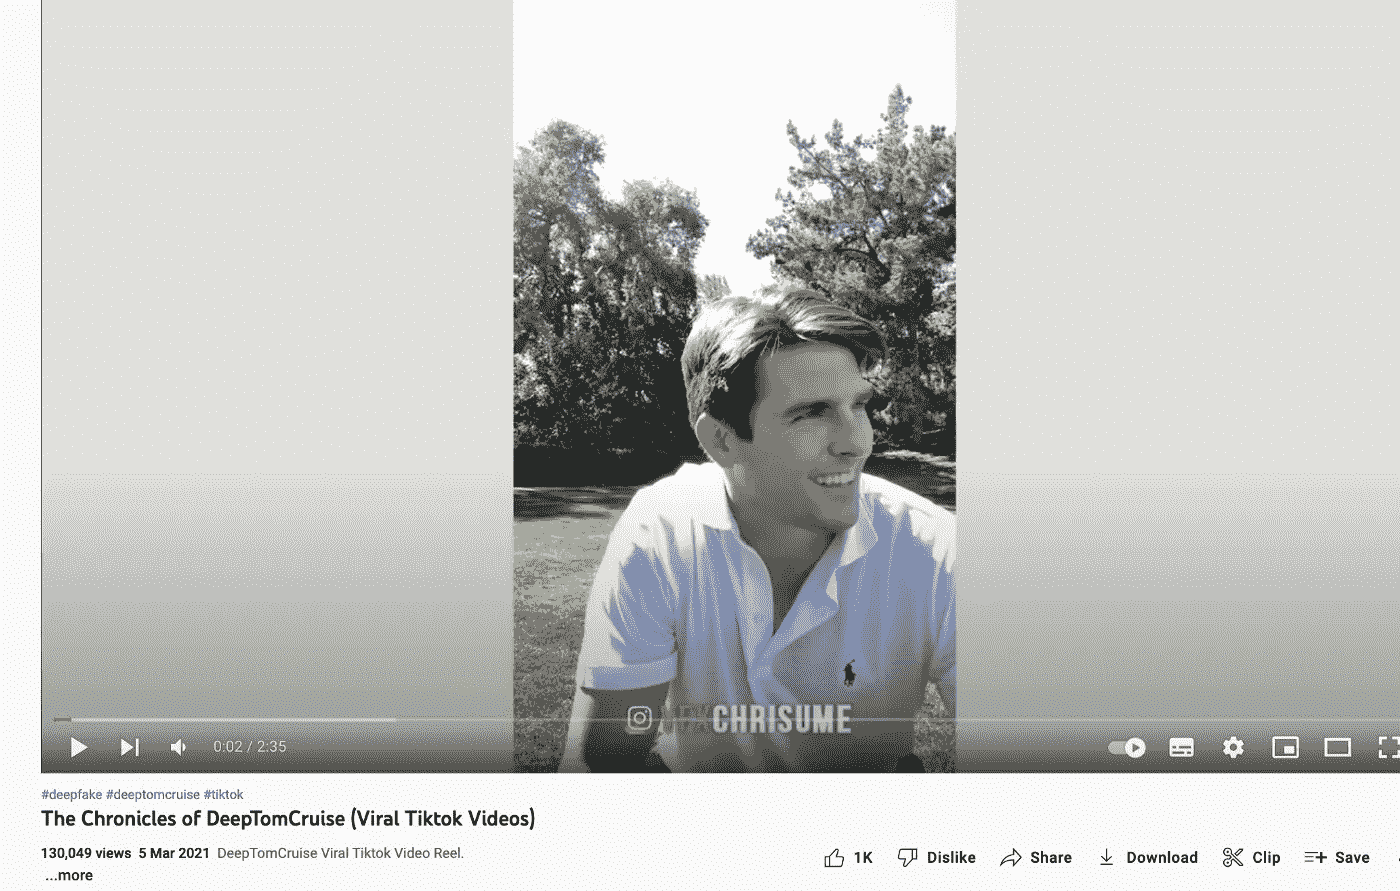 CHRISUME
0:02 / 2:35
#deepfake #deeptomcruise #tiktok
The Chronicles of DeepTomCruise (Viral Tiktok Videos)
130,049 views 5 Mar 2021 DeepTomCruise Viral Tiktok Video Reel.
...more
1K Dislike Share Download Clip Save